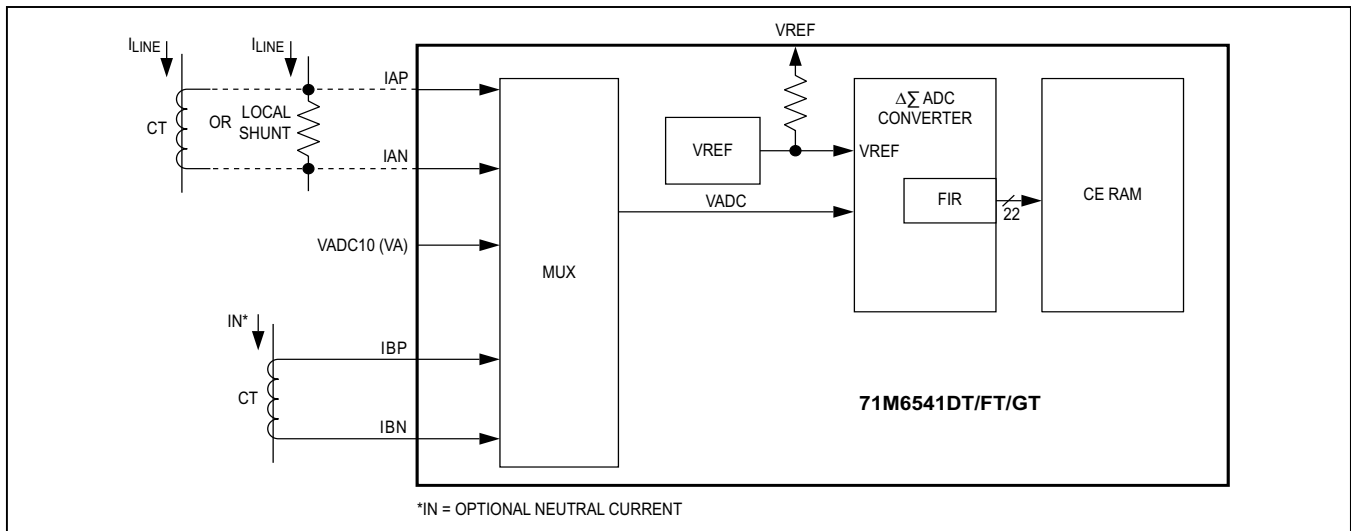 VREF
ILINE
ILINE
IAP
CT
OR
LOCAL
SHUNT
IAN
VADC10 (VA)
IN*
CT
IBP
IBN
MUX
VREF
VADC
Δ∑ ADC
CONVERTER
VREF
FIR
22
CE RAM
71M6541DT/FT/GT
*IN = OPTIONAL NEUTRAL CURRENT